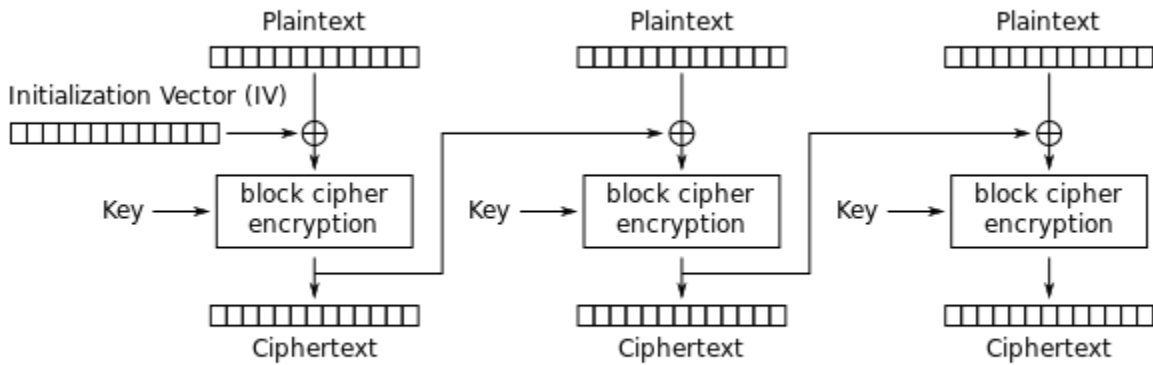 Plaintext
Plaintext
Plaintext
Initialization Vector (IV)
Key
block cipher
encryption
Key
block cipher
encryption
Key
block cipher
encryption
Ciphertext
Ciphertext
Ciphertext